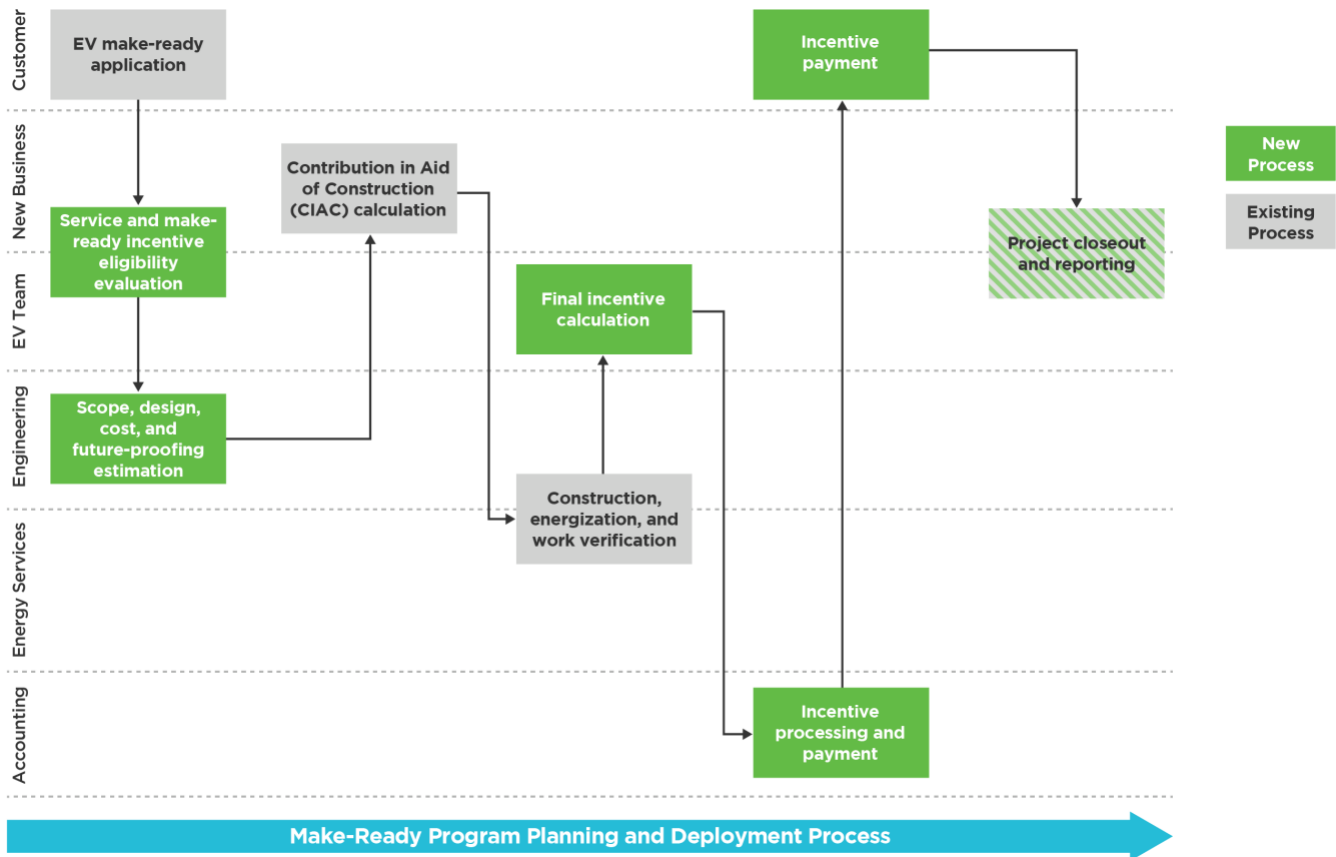 Customer
EV make-ready
application
Incentive
payment
New Business
Contribution in Aid
of Construction
(CIAC) calculation
Service and make-
ready incentive
eligibility
evaluation
Project closeout
and reporting
New
Process
Existing
Process
EV Team
Final incentive
calculation
Engineering
Scope, design,
cost, and
future-proofing
estimation
Construction,
energization, and
work verification
Energy Services
Accounting
Incentive
processing and
payment
Make-Ready Program Planning and Deployment Process